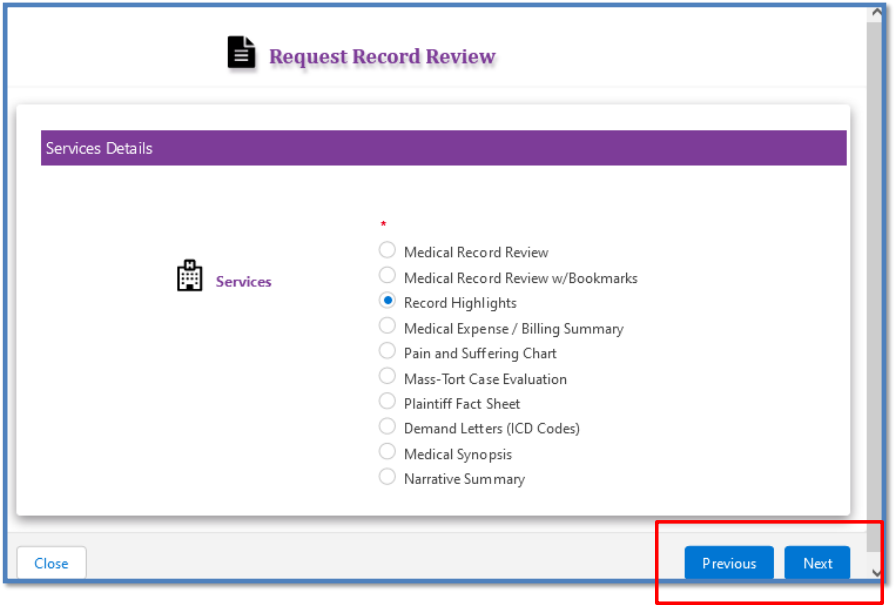 Request Record Review
Services Details
*
Services
Medical Record Review
Medical Record Review w/Bookmarks
Record Highlights
Medical Expense / Billing Summary
Pain and Suffering Chart
Mass-Tort Case Evaluation
Plaintiff Fact Sheet
Demand Letters (ICD Codes)
Medical Synopsis
Narrative Summary
Close Previous Next